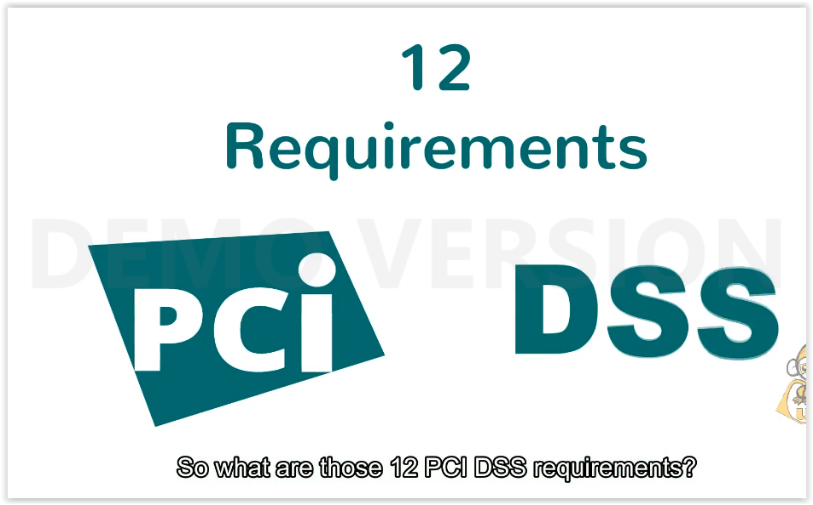 12
Requirements
DEMO VERSION
PCi
DSS
So what are those 12 PCI DSS requirements?